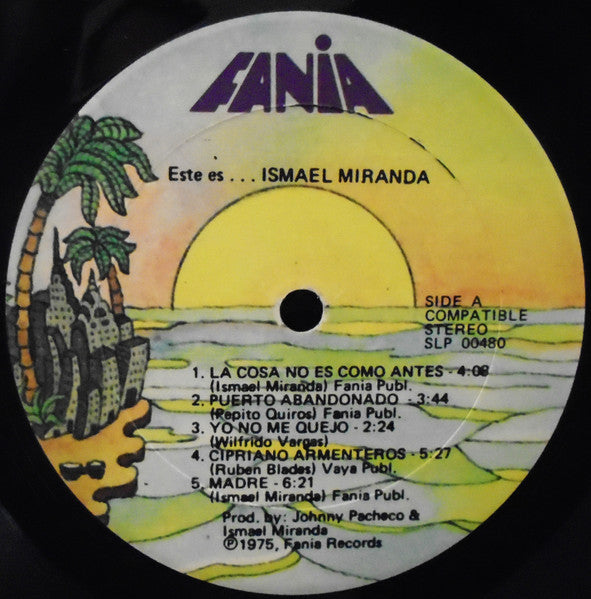 FANIA
Este es . . . ISMAEL MIRANDA
SIDE A
COMPATIBLE
STEREO
SLP 00480
1. LA COSA NO ES COMO ANTES - 4:08
(Ismael Miranda) Fania Publ.
2. PUERTO ABANDONADO - 3:44
(Pepito Quiros) Fania Publ.
3. YO NO ME QUEJO - 2:24
(Wilfrido Vargas)
4. CIPRIANO ARMENTEROS - 5:27
(Ruben Blades) Vaya Publ.
5. MADRE - 6:21
(Ismael Miranda) Fania Publ.
Prod. by: Johnny Pacheco &
Ismael Miranda
℗1975, Fania Records